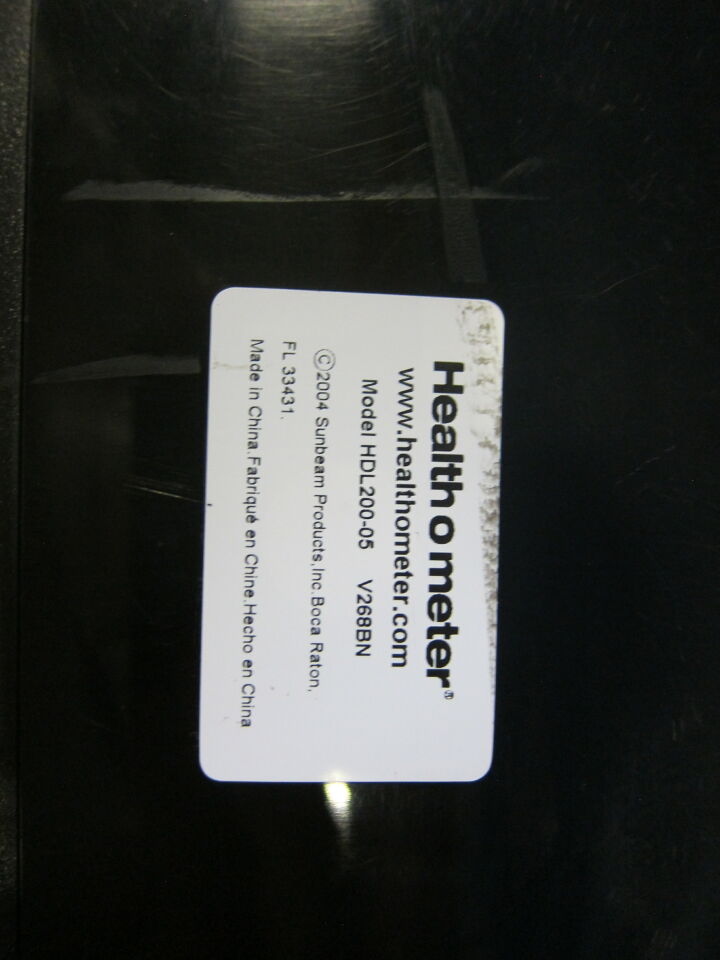 Health o meter®
www.healthometer.com
Model HDL200-05 V268BN
©2004 Sunbeam Products,Inc.Boca Raton,
FL 33431.
Made in China.Fabriqué en Chine.Hecho en China